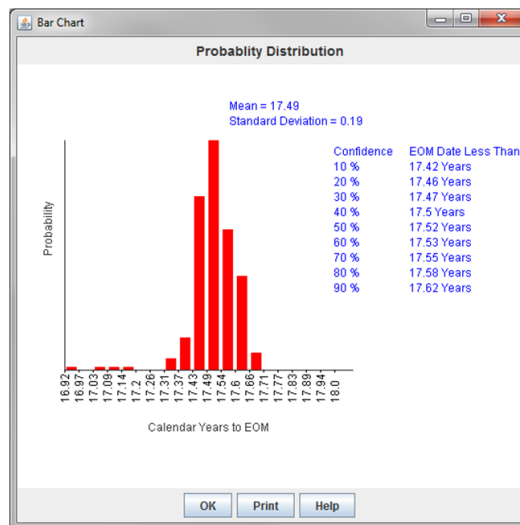 Bar Chart
Probablity Distribution
Mean = 17.49
Standard Deviation = 0.19
Confidence EOM Date Less Than
10 % 17.42 Years
20 % 17.46 Years
30 % 17.47 Years
40 % 17.5 Years
50 % 17.52 Years
60 % 17.53 Years
70 % 17.55 Years
80 % 17.58 Years
90 % 17.62 Years
Probability
16.92 16.97 17.03 17.09 17.14 17.2 17.26 17.31 17.37 17.43 17.49 17.54 17.6 17.66 17.71 17.77 17.83 17.89 17.94 18.0
Calendar Years to EOM
OK Print Help